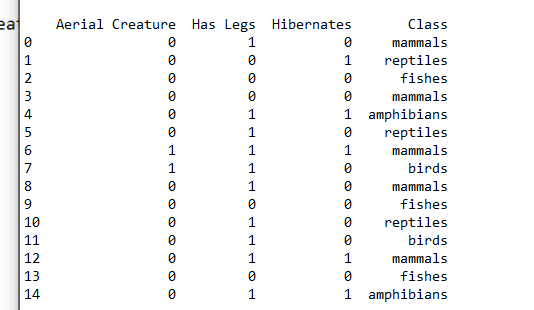 ea
Aerial Creature Has Legs Hibernates Class
0 0 1 0 mammals
1 0 0 1 reptiles
2 0 0 0 fishes
3 0 0 0 mammals
4 0 1 1 amphibians
5 0 1 0 reptiles
6 1 1 1 mammals
7 1 1 0 birds
8 0 1 0 mammals
9 0 0 0 fishes
10 0 1 0 reptiles
11 0 1 0 birds
12 0 1 1 mammals
13 0 0 0 fishes
14 0 1 1 amphibians